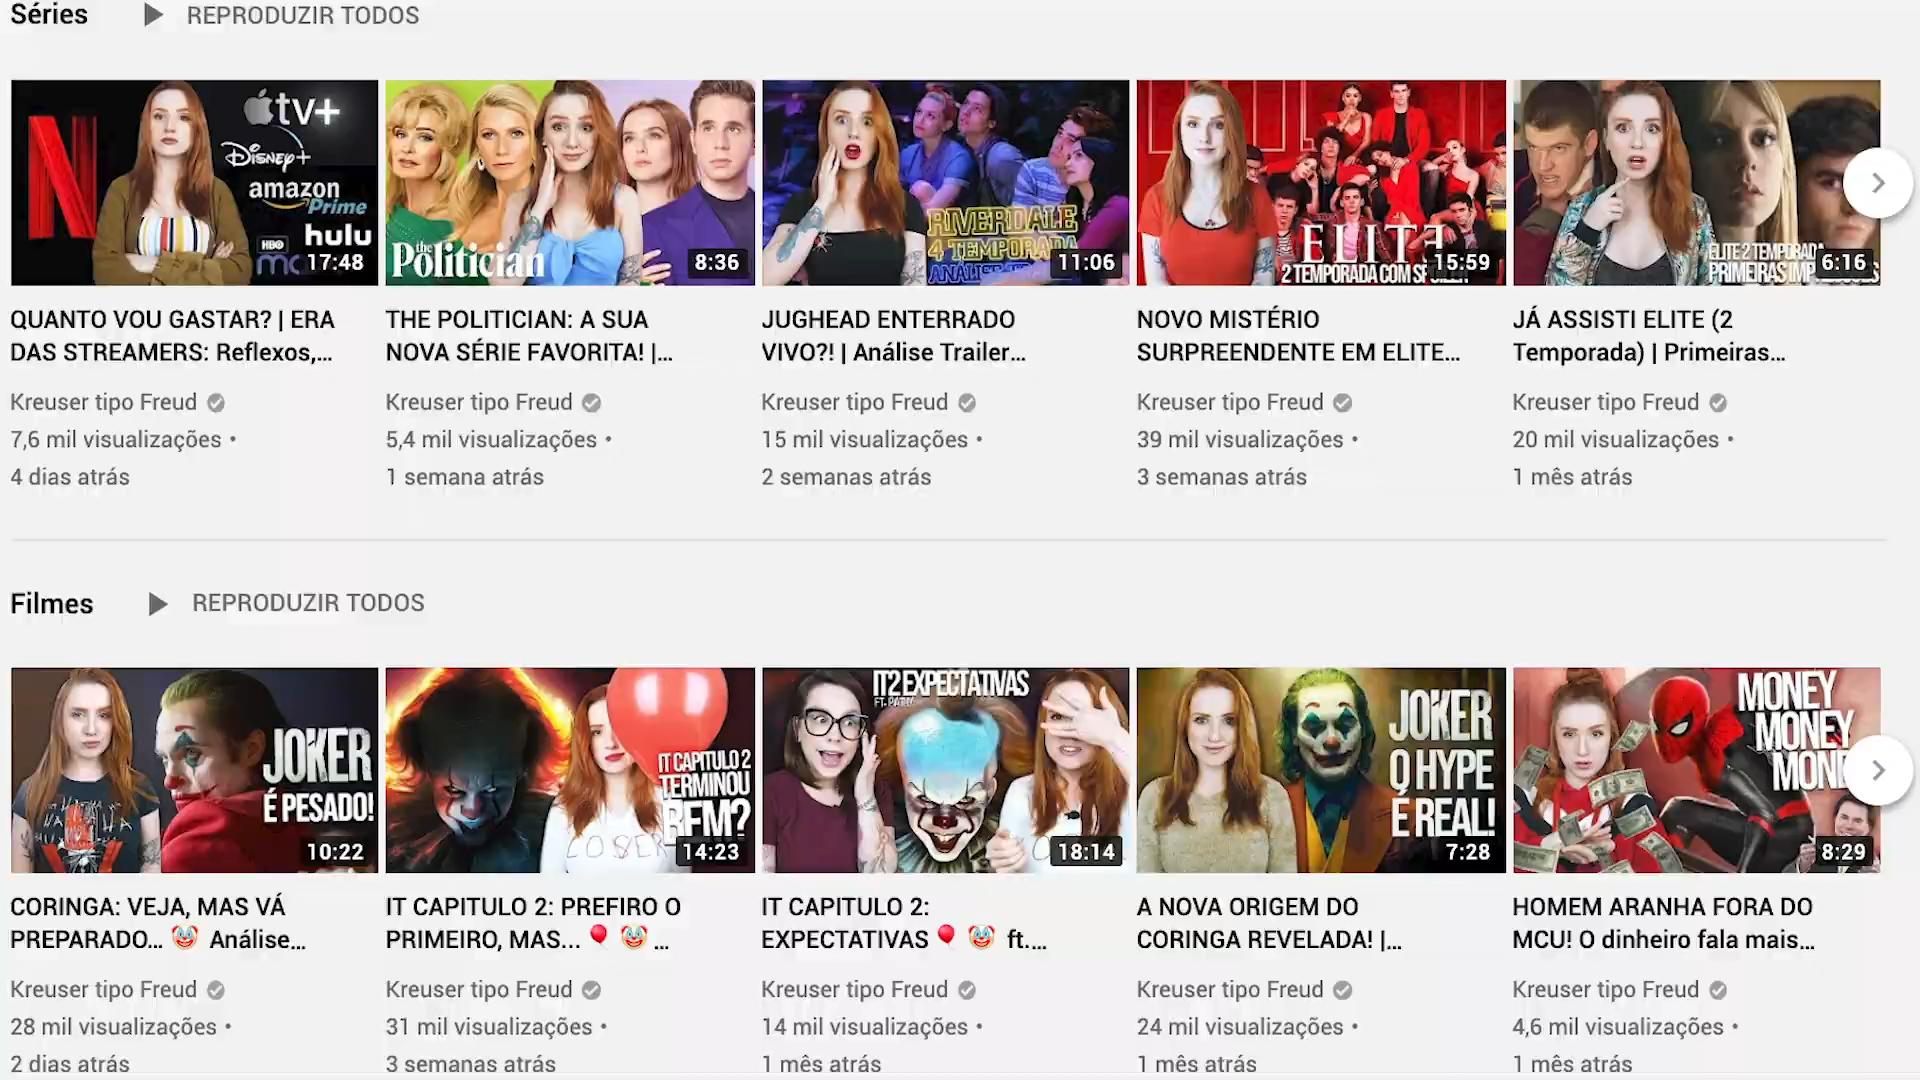 Séries REPRODUZIR TODOS
N
tv+
Disney+
amazon
Prime
HBO hulu
17:48
the
Politician
8:36
RIVERDALE
4 TEMPORADA
11:06
ELITE
2 TEMPORADA COM
15:59
ELITE 2 TEMPORADA
PRIMEIRAS
6:16
QUANTO VOU GASTAR? | ERA
DAS STREAMERS: Reflexos,...
Kreuser tipo Freud
7,6 mil visualizações •
4 dias atrás
THE POLITICIAN: A SUA
NOVA SÉRIE FAVORITA! |...
Kreuser tipo Freud
5,4 mil visualizações •
1 semana atrás
JUGHEAD ENTERRADO
VIVO?! | Análise Trailer...
Kreuser tipo Freud
15 mil visualizações •
2 semanas atrás
NOVO MISTÉRIO
SURPREENDENTE EM ELITE...
Kreuser tipo Freud
39 mil visualizações •
3 semanas atrás
JÁ ASSISTI ELITE (2
Temporada) | Primeiras...
Kreuser tipo Freud
20 mil visualizações •
1 mês atrás
Filmes REPRODUZIR TODOS
JOKER
É PESADO!
10:22
IT CAPITULO 2
TERMINOU
BEM?
LOSER
14:23
IT2 EXPECTATIVAS
18:14
JOKER
O HYPE
É REAL!
7:28
MONEY
MONEY
MON
8:29
CORINGA: VEJA, MAS VÁ
PREPARADO... 🤡 Análise...
Kreuser tipo Freud
28 mil visualizações •
2 dias atrás
IT CAPITULO 2: PREFIRO O
PRIMEIRO, MAS... 🎈 🤡 ...
Kreuser tipo Freud
31 mil visualizações •
3 semanas atrás
IT CAPITULO 2:
EXPECTATIVAS 🎈 🤡 ft....
Kreuser tipo Freud
14 mil visualizações •
1 mês atrás
A NOVA ORIGEM DO
CORINGA REVELADA! |...
Kreuser tipo Freud
24 mil visualizações •
1 mês atrás
HOMEM ARANHA FORA DO
MCU! O dinheiro fala mais...
Kreuser tipo Freud
4,6 mil visualizações •
1 mês atrás